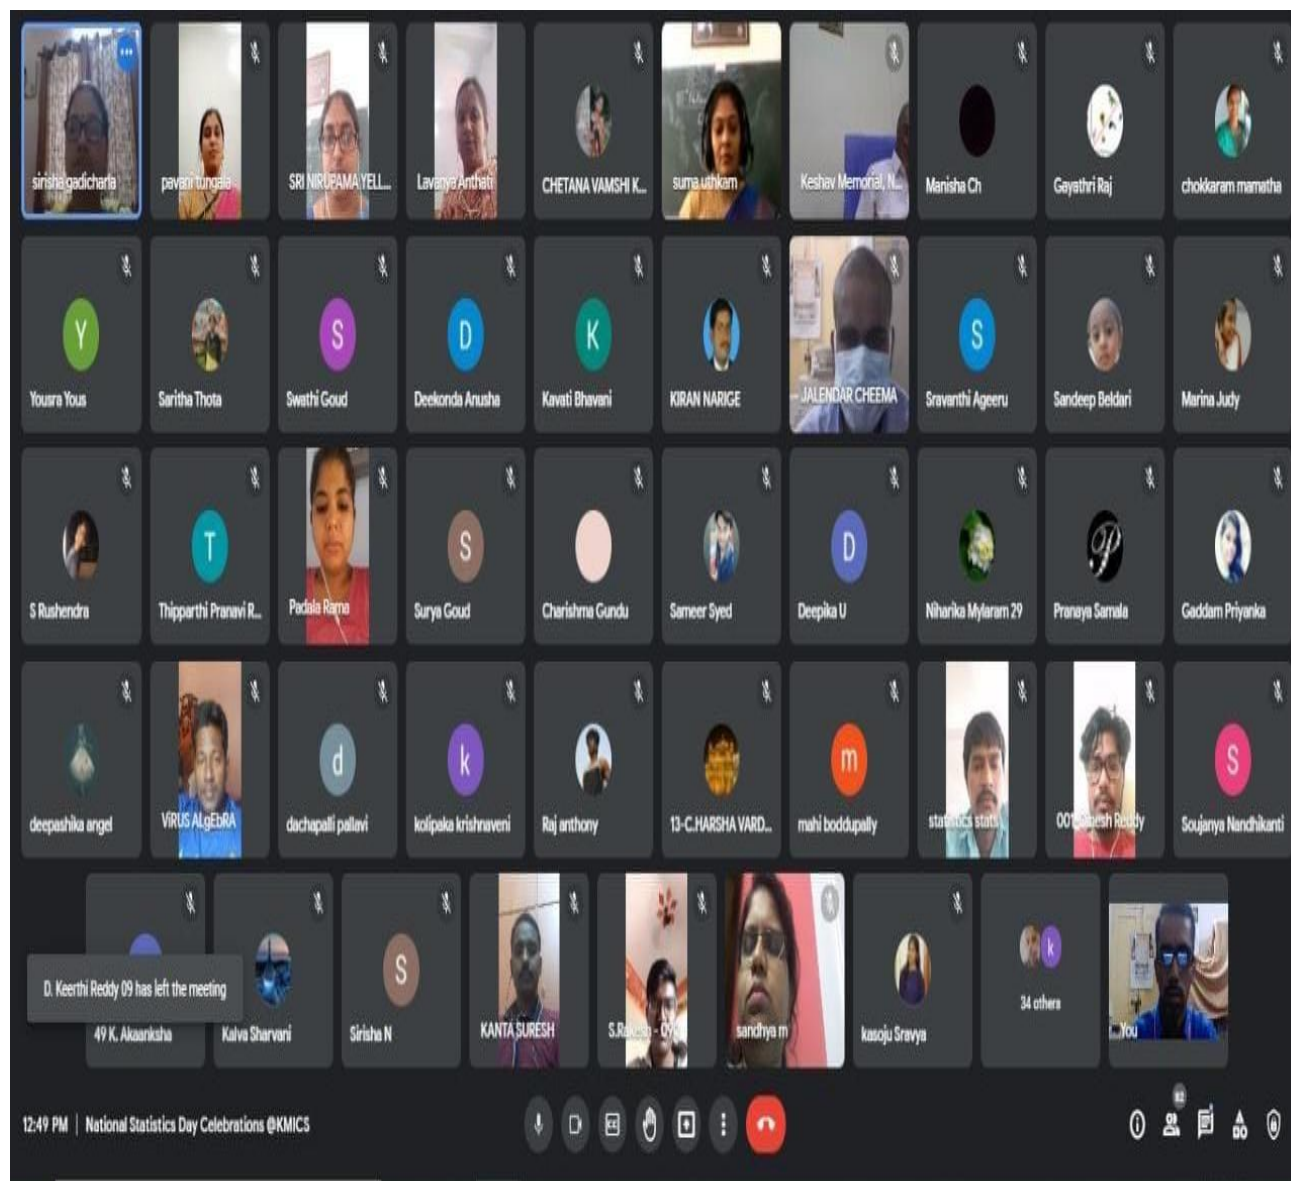 sirisha gadicharla
pavani tungala
SRI NIRUPAMA YELL...
Lavanya Anthati
CHETANA VAMSHI K...
suma uthkam
Keshav Memorial, N...
Manisha Ch
Gayathri Raj
chokkaram mamatha
Y
S
D
K
S
Yousra Yous
Saritha Thota
Swathi Goud
Deekonda Anusha
Kavati Bhavani
KIRAN NARIGE
JALENDAR CHEEMA
Sravanthi Ageeru
Sandeep Beldari
Marina Judy
T
S
D
P
S Rushendra
Thipparthi Pranavi R...
Padala Rama
Surya Goud
Charishma Gundu
Sameer Syed
Deepika U
Niharika Mylaram 29
Pranaya Samala
Gaddam Priyanka
d
k
m
S
deepashika angel
ViRUS ALgEbRA
dachapalli pallavi
kolipaka krishnaveni
Raj anthony
13-C.HARSHA VARD...
mahi boddupally
statistics stats
Reddy
Soujanya Nandhikanti
D. Keerthi Reddy 09 has left the meeting
S
k
49 K. Akaanksha
Kalva Sharvani
Sirisha N
KANTA SURESH
sandhya m
kasoju Sravya
34 others
You
12:49 PM | National Statistics Day Celebrations @KMICS
82